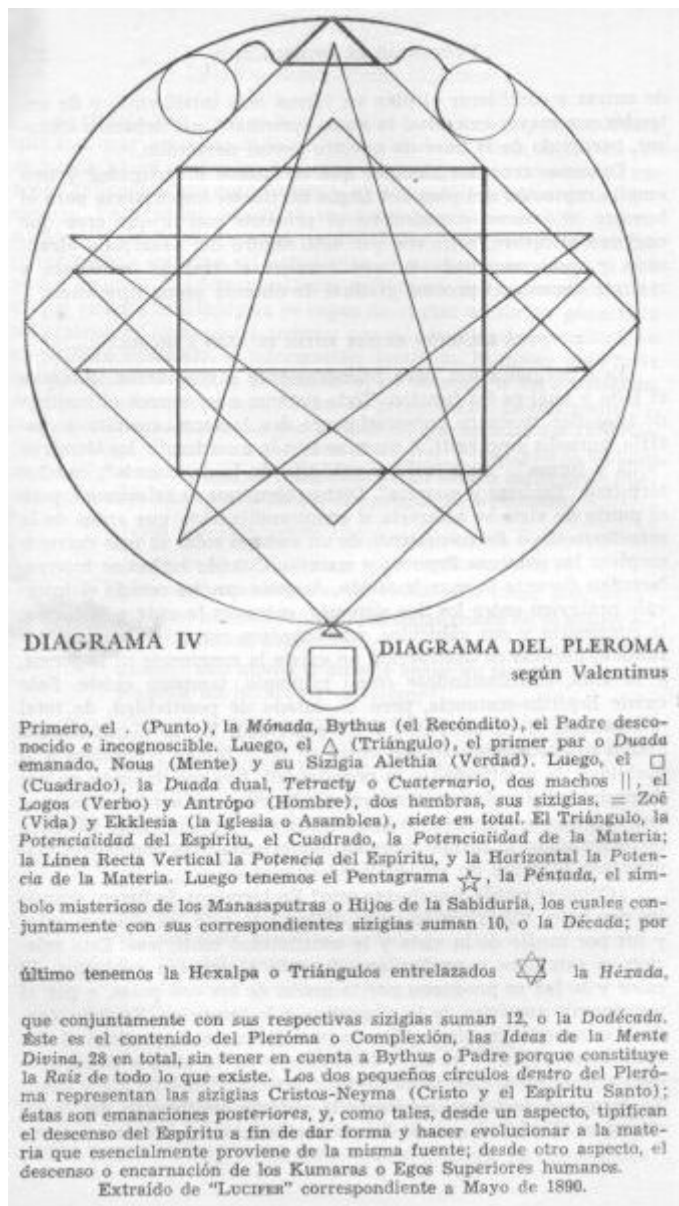 DIAGRAMA IV
DIAGRAMA DEL PLEROMA
según Valentinus
Primero, el . (Punto), la Mónada, Bythus (el Recóndito), el Padre desco-
nocido e incognoscible. Luego, el △ (Triángulo), el primer par o Duada
emanado, Nous (Mente) y su Sizigia Alethia (Verdad). Luego, el □
(Cuadrado), la Duada dual, Tetracty o Cuaternario, dos machos ||, el
Logos (Verbo) y Antrôpo (Hombre), dos hembras, sus sizigias, = Zoê
(Vida) y Ekklesia (la Iglesia o Asamblea), siete en total. El Triángulo, la
Potencialidad del Espíritu, el Cuadrado, la Potencialidad de la Materia;
la Línea Recta Vertical la Potencia del Espíritu, y la Horizontal la Poten-
cia de la Materia. Luego tenemos el Pentagrama ☆, la Péntada, el sím-
bolo misterioso de los Manasaputras o Hijos de la Sabiduría, los cuales con-
juntamente con sus correspondientes sizigias suman 10, o la Década; por
último tenemos la Hexalpa o Triángulos entrelazados ✡ la Héxada,
que conjuntamente con sus respectivas sizigias suman 12, o la Dodécada.
Éste es el contenido del Pleróma o Complexión, las Ideas de la Mente
Divina, 28 en total, sin tener en cuenta a Bythus o Padre porque constituye
la Raíz de todo lo que existe. Los dos pequeños círculos dentro del Pleró-
ma representan las sizigias Cristos-Neyma (Cristo y el Espíritu Santo);
éstas son emanaciones posteriores, y, como tales, desde un aspecto, tipifican
el descenso del Espíritu a fin de dar forma y hacer evolucionar a la mate-
ria que esencialmente proviene de la misma fuente; desde otro aspecto, el
descenso o encarnación de los Kumaras o Egos Superiores humanos.
Extraído de "LUCIFER" correspondiente a Mayo de 1890.